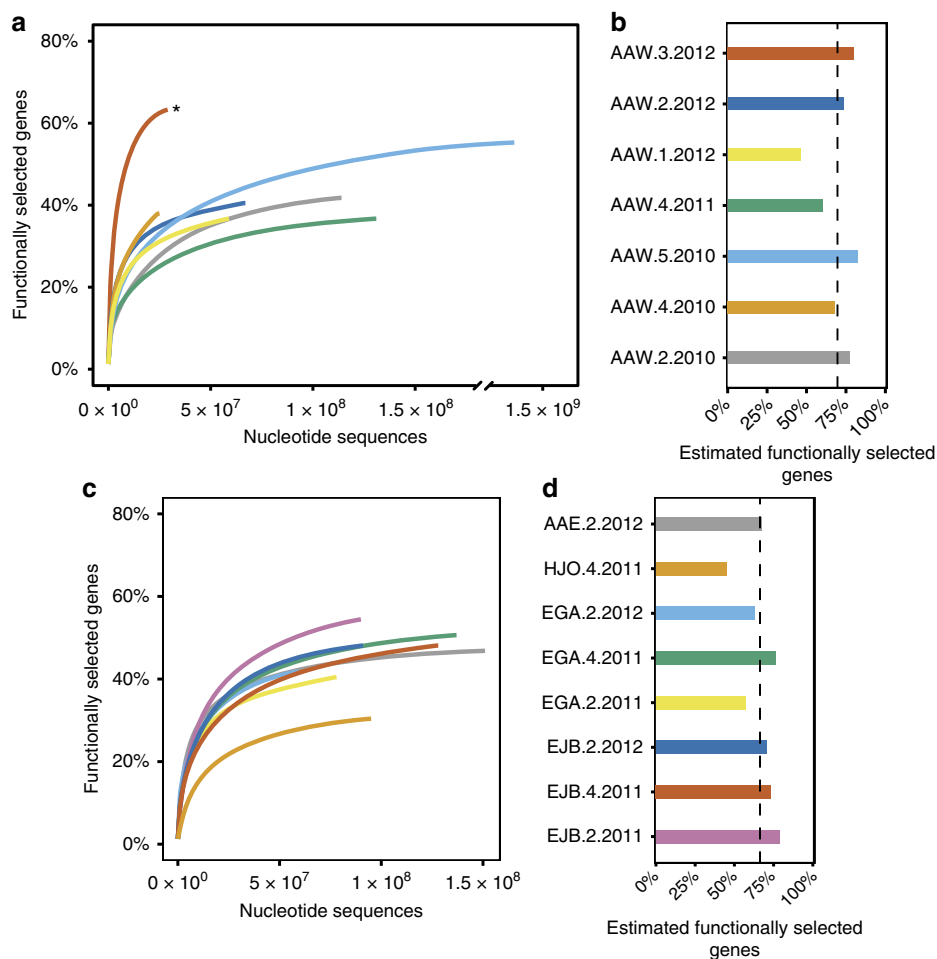 a
80%
60%
40%
20%
0%
Functionally selected genes
*
0 × 10⁰
5 × 10⁷
1 × 10⁸
1.5 × 10⁸
1.5 × 10⁹
Nucleotide sequences
b
AAW.3.2012
AAW.2.2012
AAW.1.2012
AAW.4.2011
AAW.5.2010
AAW.4.2010
AAW.2.2010
0%
25%
50%
75%
100%
Estimated functionally selected
genes
c
80%
60%
40%
20%
0%
Functionally selected genes
0 × 10⁰
5 × 10⁷
1 × 10⁸
1.5 × 10⁸
Nucleotide sequences
d
AAE.2.2012
HJO.4.2011
EGA.2.2012
EGA.4.2011
EGA.2.2011
EJB.2.2012
EJB.4.2011
EJB.2.2011
0%
25%
50%
75%
100%
Estimated functionally selected
genes